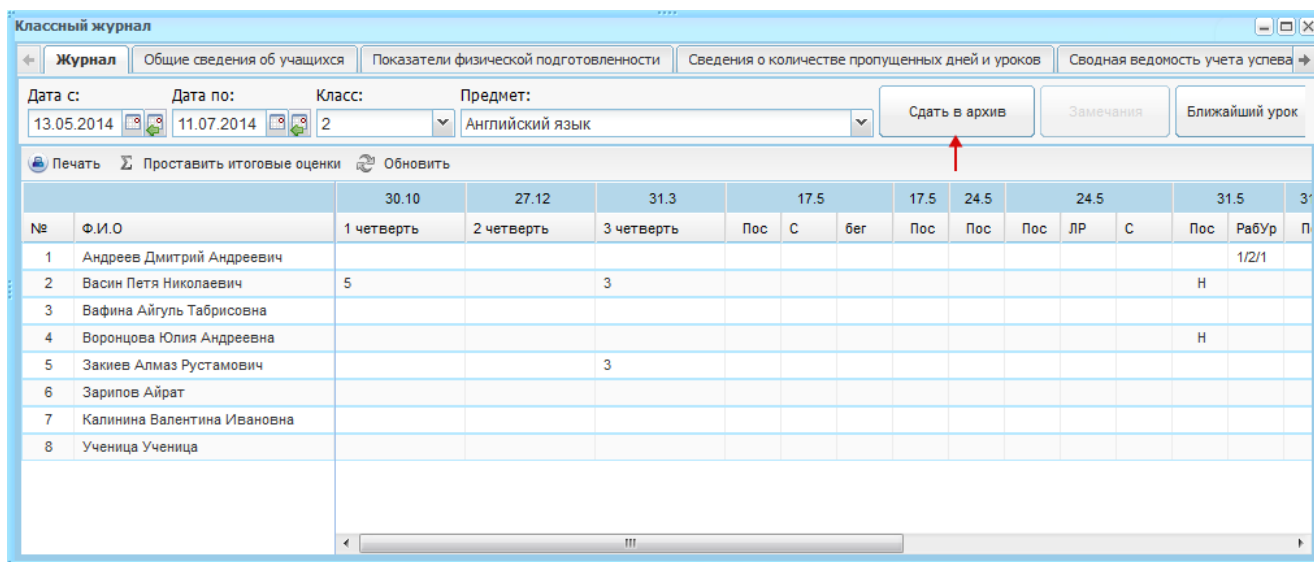 Классный журнал
Журнал Общие сведения об учащихся Показатели физической подготовленности Сведения о количестве пропущенных дней и уроков Сводная ведомость учета успева
Дата с: Дата по: Класс: Предмет:
13.05.2014 11.07.2014 2 Английский язык Сдать в архив Замечания Ближайший урок
Печать Σ Проставить итоговые оценки Обновить
30.10 27.12 31.3 17.5 17.5 24.5 24.5 31.5
№ Ф.И.О 1 четверть 2 четверть 3 четверть Пос С бег Пос Пос Пос ЛР С Пос РабУр
1 Андреев Дмитрий Андреевич 1/2/1
2 Васин Петя Николаевич 5 3 Н
3 Вафина Айгуль Табрисовна
4 Воронцова Юлия Андреевна Н
5 Закиев Алмаз Рустамович 3
6 Зарипов Айрат
7 Калинина Валентина Ивановна
8 Ученица Ученица